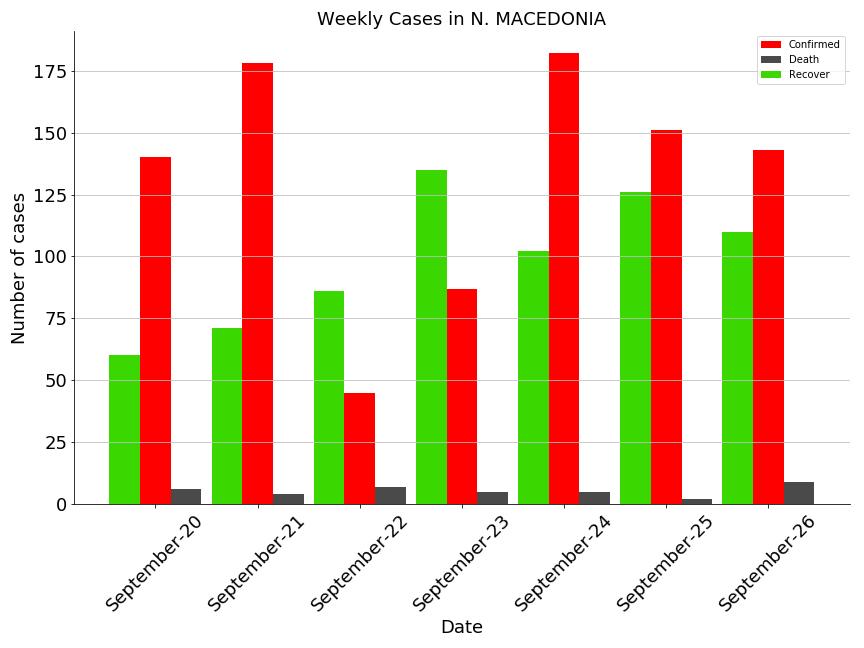 Weekly Cases in N. MACEDONIA
Confirmed
Death
Recover
Number of cases
175
150
125
100
75
50
25
0
September-20
September-21
September-22
September-23
September-24
September-25
September-26
Date